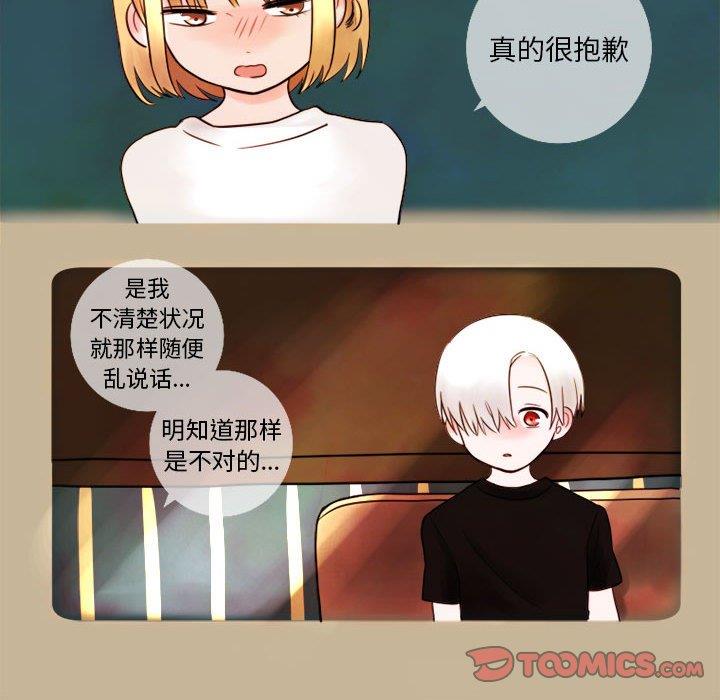 真的很抱歉
是我
不清楚状况
就那样随便
乱说话...
明知道那样
是不对的...
TOOMICS.COM